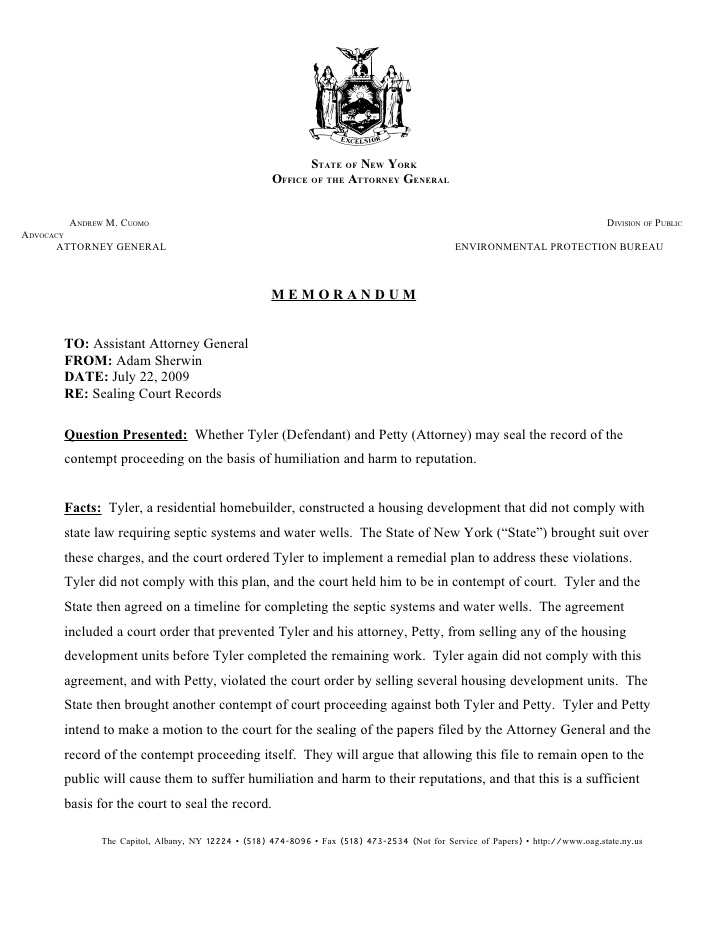 EXCELSIOR
STATE OF NEW YORK
OFFICE OF THE ATTORNEY GENERAL
ANDREW M. CUOMO DIVISION OF PUBLIC
ADVOCACY
ATTORNEY GENERAL ENVIRONMENTAL PROTECTION BUREAU
M E M O R A N D U M
TO: Assistant Attorney General
FROM: Adam Sherwin
DATE: July 22, 2009
RE: Sealing Court Records
Question Presented: Whether Tyler (Defendant) and Petty (Attorney) may seal the record of the
contempt proceeding on the basis of humiliation and harm to reputation.
Facts: Tyler, a residential homebuilder, constructed a housing development that did not comply with
state law requiring septic systems and water wells. The State of New York (“State”) brought suit over
these charges, and the court ordered Tyler to implement a remedial plan to address these violations.
Tyler did not comply with this plan, and the court held him to be in contempt of court. Tyler and the
State then agreed on a timeline for completing the septic systems and water wells. The agreement
included a court order that prevented Tyler and his attorney, Petty, from selling any of the housing
development units before Tyler completed the remaining work. Tyler again did not comply with this
agreement, and with Petty, violated the court order by selling several housing development units. The
State then brought another contempt of court proceeding against both Tyler and Petty. Tyler and Petty
intend to make a motion to the court for the sealing of the papers filed by the Attorney General and the
record of the contempt proceeding itself. They will argue that allowing this file to remain open to the
public will cause them to suffer humiliation and harm to their reputations, and that this is a sufficient
basis for the court to seal the record.
The Capitol, Albany, NY 12224 • (518) 474-8096 • Fax (518) 473-2534 (Not for Service of Papers) • http://www.oag.state.ny.us